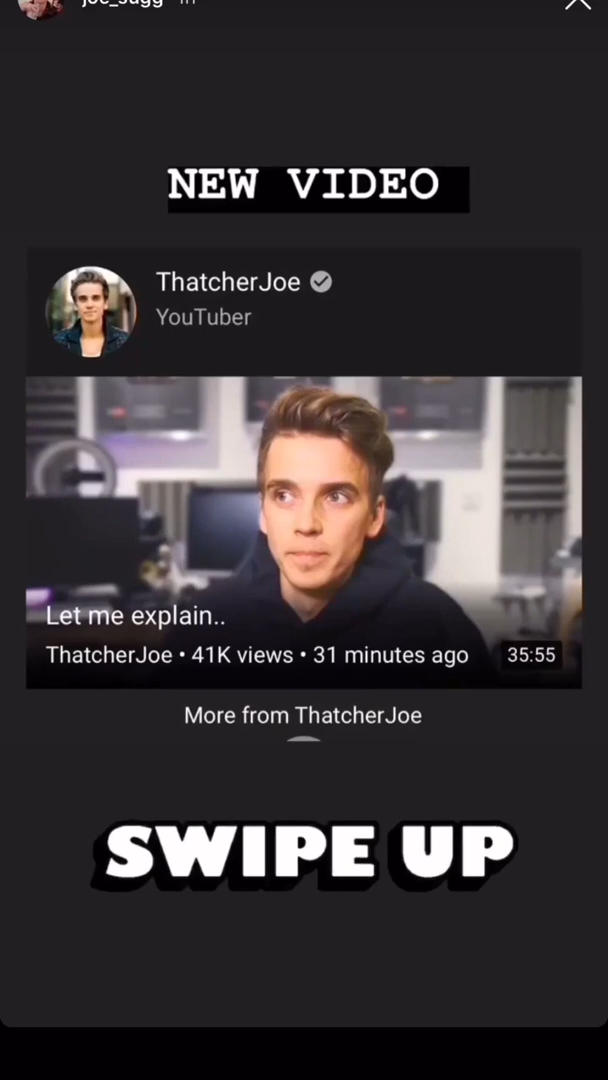 joe_sugg
NEW VIDEO
ThatcherJoe
YouTuber
Let me explain..
ThatcherJoe • 41K views • 31 minutes ago
35:55
More from ThatcherJoe
SWIPE UP